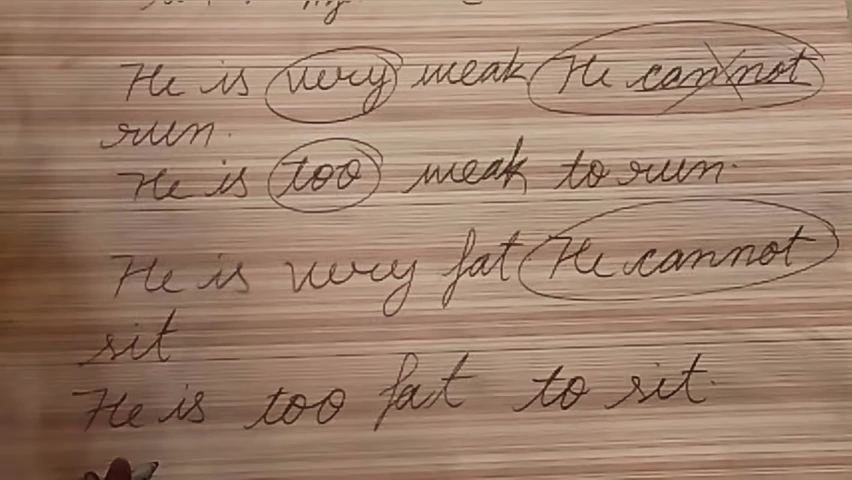 He is very weak He cannot
run.
He is too weak to run.
He is very fat He cannot
sit
He is too fat to sit.